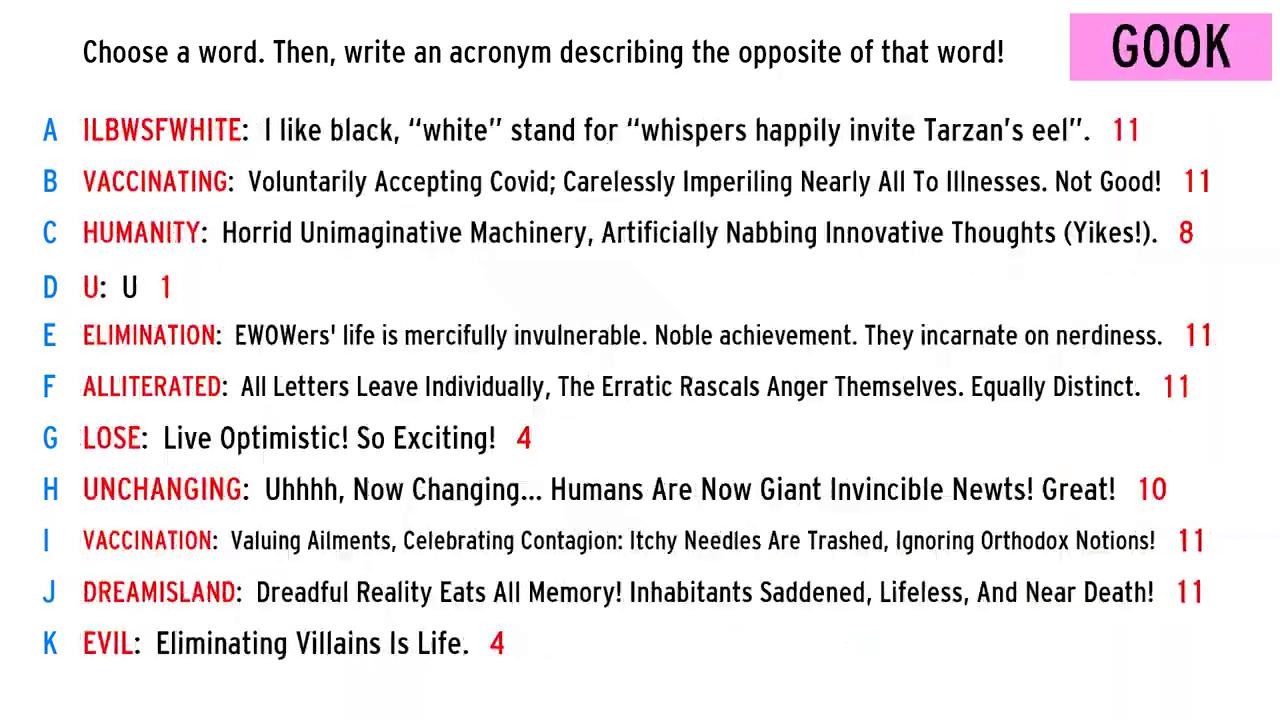 Choose a word. Then, write an acronym describing the opposite of that word!
GOOK
A ILBWSFWHITE: I like black, “white” stand for “whispers happily invite Tarzan’s eel”. 11
B VACCINATING: Voluntarily Accepting Covid; Carelessly Imperiling Nearly All To Illnesses. Not Good! 11
C HUMANITY: Horrid Unimaginative Machinery, Artificially Nabbing Innovative Thoughts (Yikes!). 8
D U: U 1
E ELIMINATION: EWOWers' life is mercifully invulnerable. Noble achievement. They incarnate on nerdiness. 11
F ALLITERATED: All Letters Leave Individually, The Erratic Rascals Anger Themselves. Equally Distinct. 11
G LOSE: Live Optimistic! So Exciting! 4
H UNCHANGING: Uhhhh, Now Changing... Humans Are Now Giant Invincible Newts! Great! 10
I VACCINATION: Valuing Ailments, Celebrating Contagion: Itchy Needles Are Trashed, Ignoring Orthodox Notions! 11
J DREAMISLAND: Dreadful Reality Eats All Memory! Inhabitants Saddened, Lifeless, And Near Death! 11
K EVIL: Eliminating Villains Is Life. 4